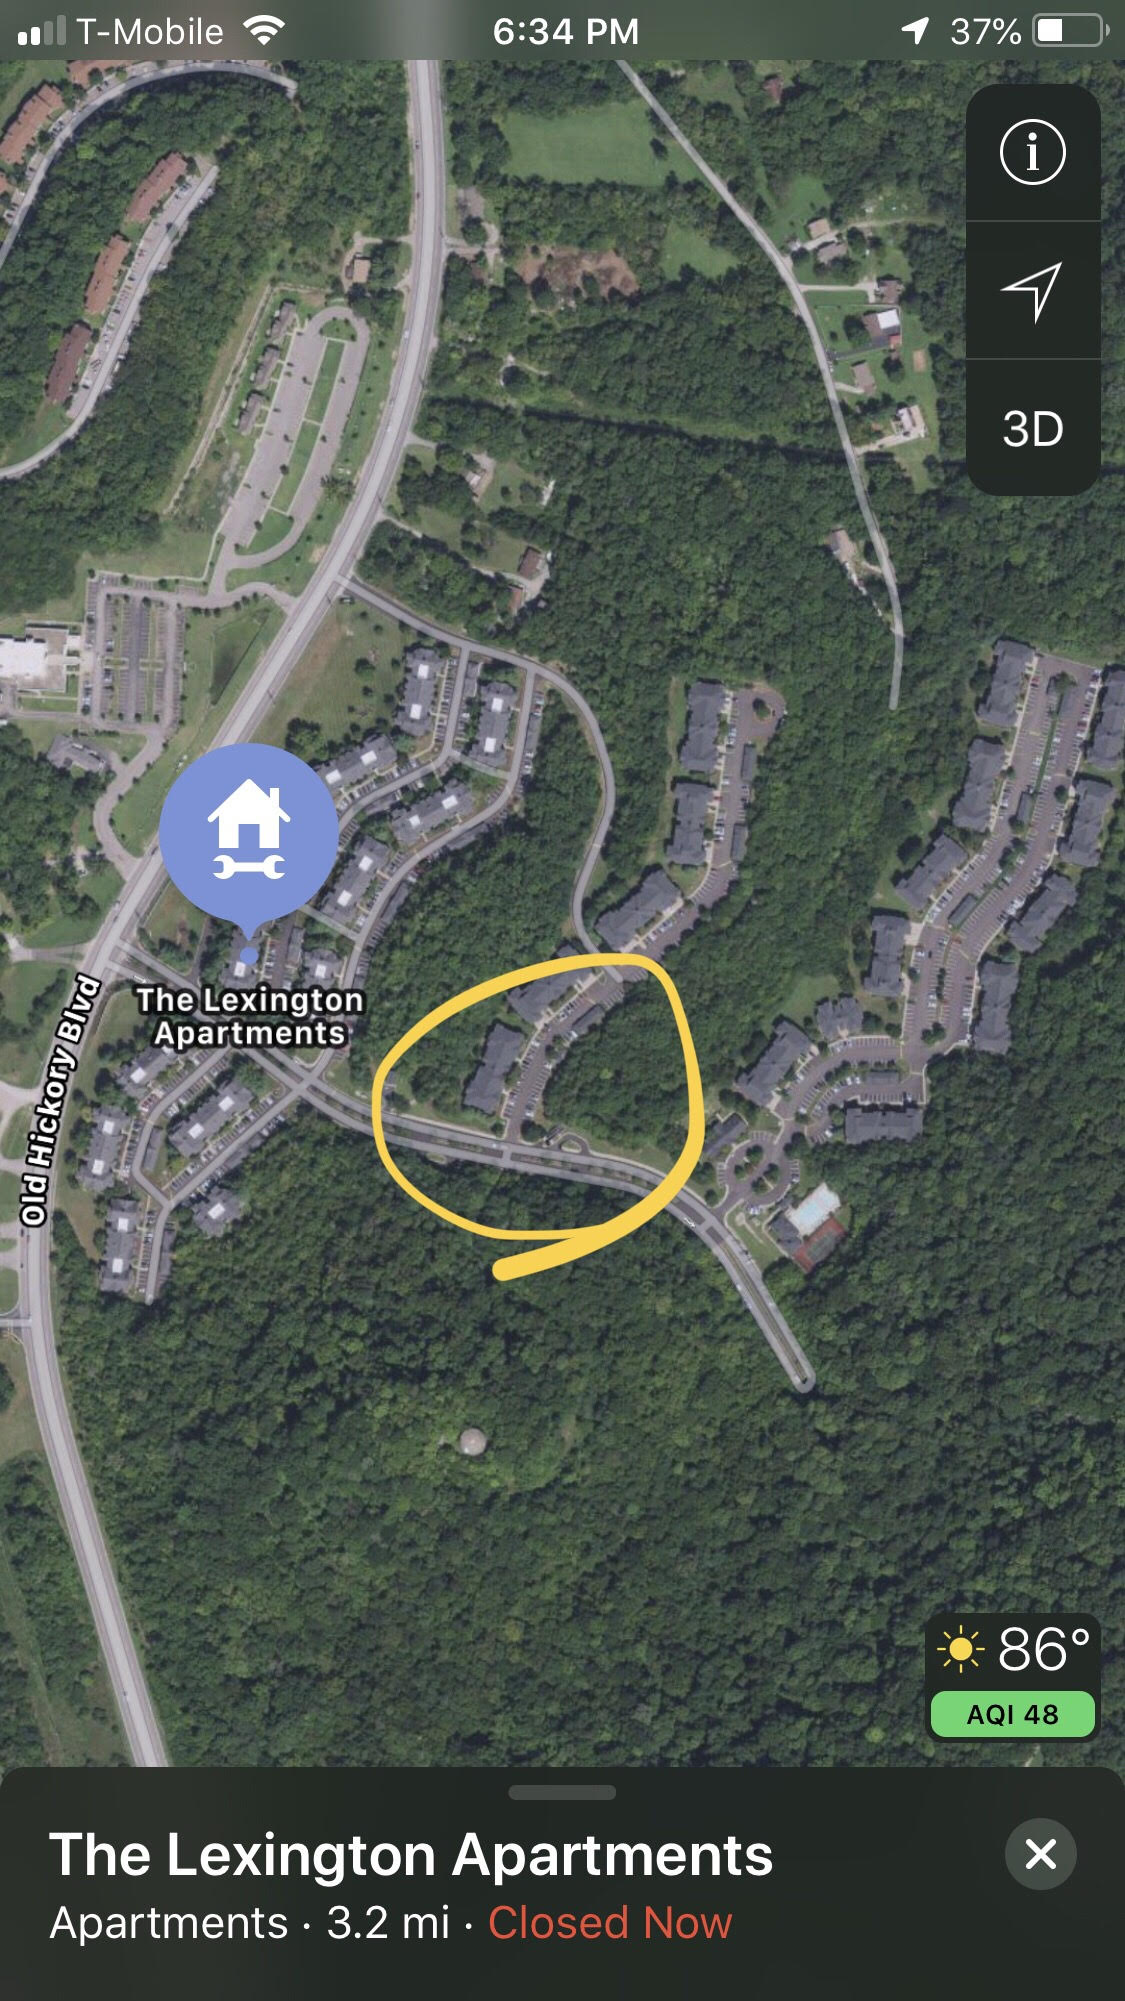 T-Mobile 6:34 PM 37%
3D
The Lexington
Apartments
Old Hickory Blvd
86°
AQI 48
The Lexington Apartments
Apartments · 3.2 mi · Closed Now